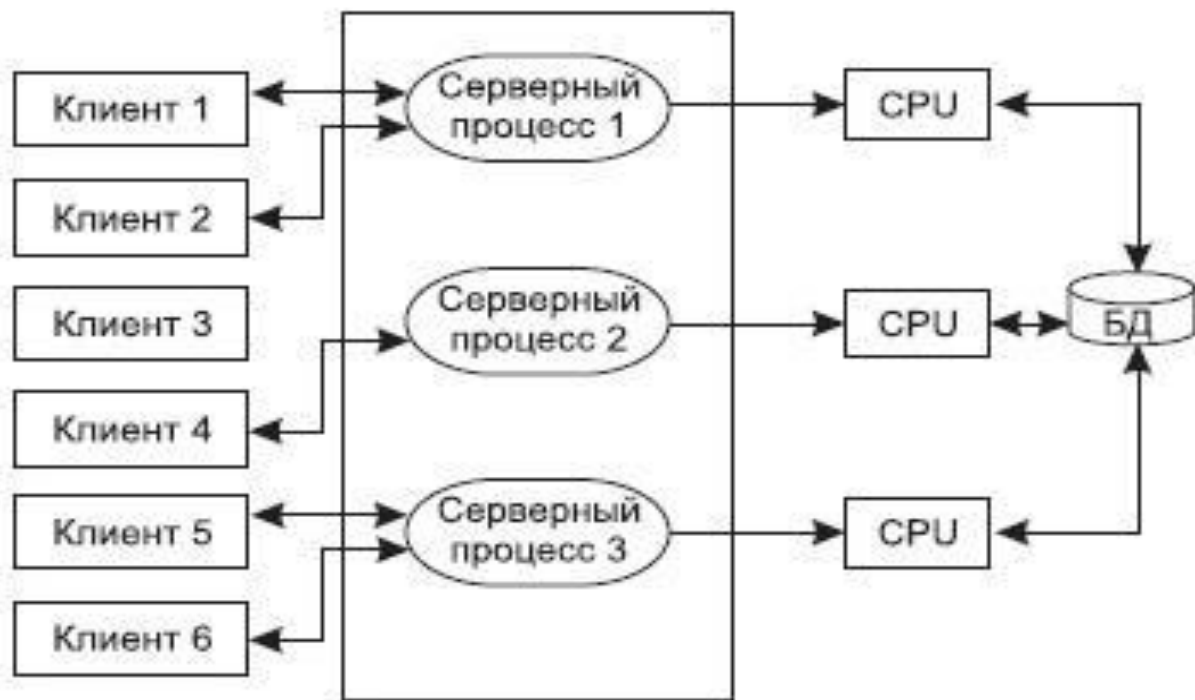 Клиент 1
Клиент 2
Клиент 3
Клиент 4
Клиент 5
Клиент 6
Серверный
процесс 1
Серверный
процесс 2
Серверный
процесс 3
CPU
CPU
CPU
БД